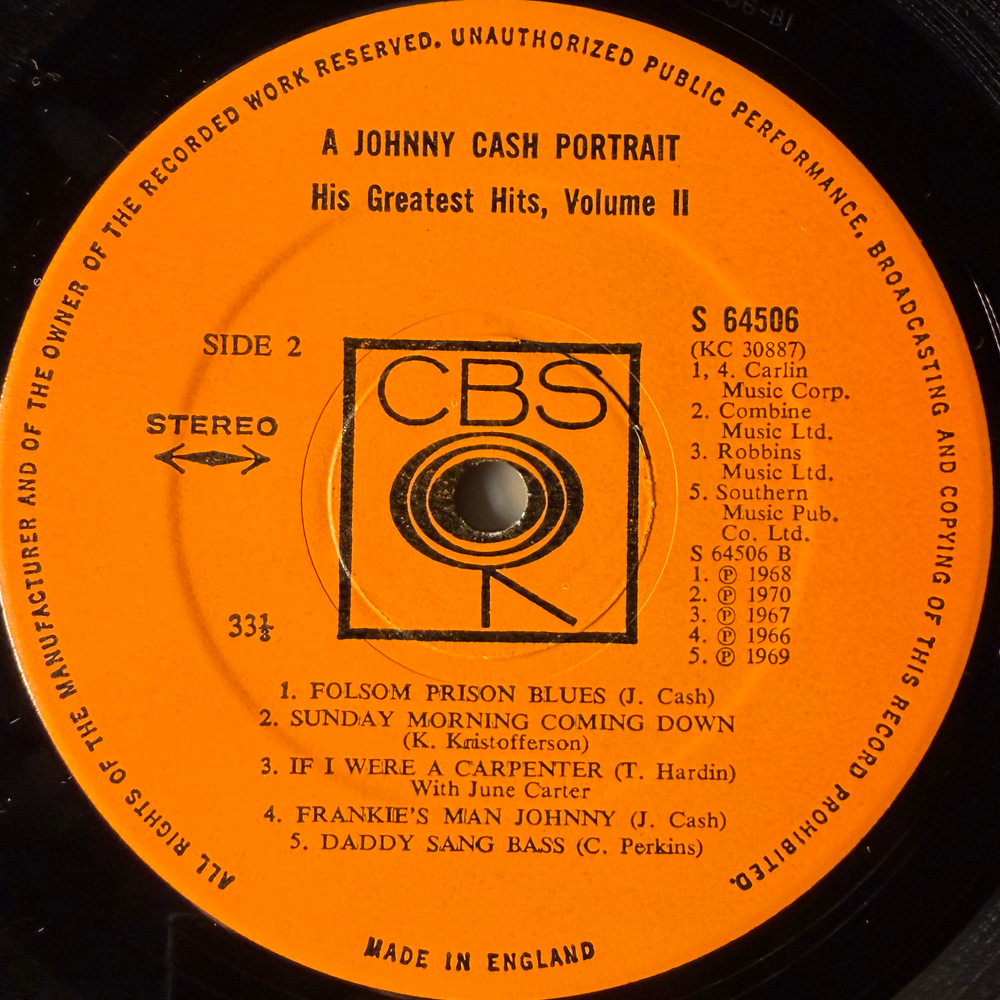 ALL RIGHTS OF THE MANUFACTURER AND OF THE OWNER OF THE RECORDED WORK RESERVED. UNAUTHORIZED PUBLIC PERFORMANCE, BROADCASTING AND COPYING OF THIS RECORD PROHIBITED.
A JOHNNY CASH PORTRAIT
His Greatest Hits, Volume II
SIDE 2
STEREO
33⅓
CBS
S 64506
(KC 30887)
1, 4. Carlin
Music Corp.
2. Combine
Music Ltd.
3. Robbins
Music Ltd.
5. Southern
Music Pub.
Co. Ltd.
S 64506 B
1. ℗ 1968
2. ℗ 1970
3. ℗ 1967
4. ℗ 1966
5. ℗ 1969
1. FOLSOM PRISON BLUES (J. Cash)
2. SUNDAY MORNING COMING DOWN
(K. Kristofferson)
3. IF I WERE A CARPENTER (T. Hardin)
With June Carter
4. FRANKIE'S MAN JOHNNY (J. Cash)
5. DADDY SANG BASS (C. Perkins)
MADE IN ENGLAND